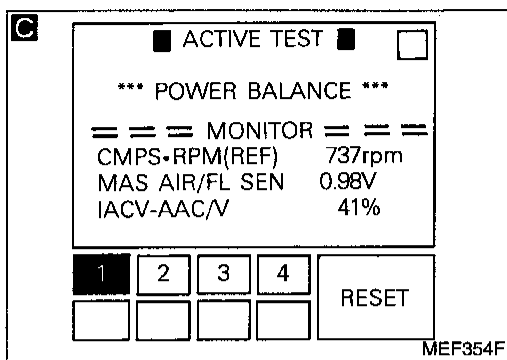 C
■ ACTIVE TEST ■
*** POWER BALANCE ***
= = = MONITOR = = =
CMPS•RPM(REF) 737rpm
MAS AIR/FL SEN 0.98V
IACV-AAC/V 41%
1 2 3 4 RESET
MEF354F